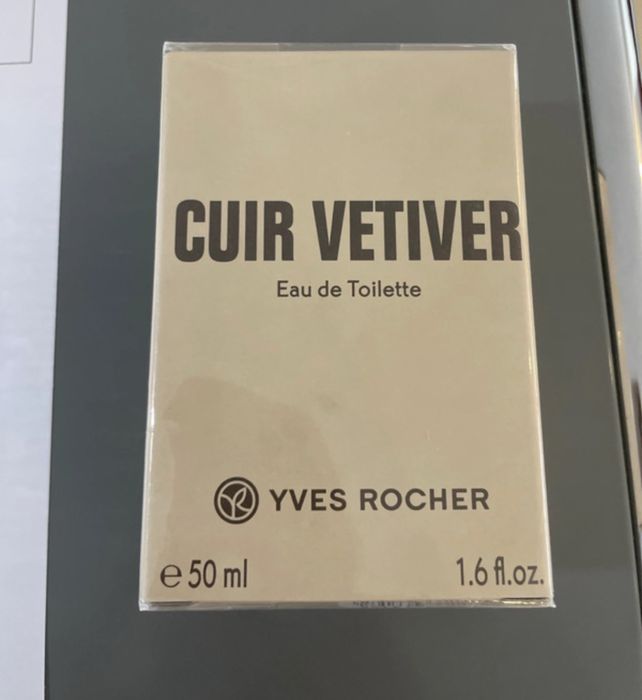 CUIR VETIVER
Eau de Toilette
YVES ROCHER
℮ 50 ml 1.6 fl.oz.